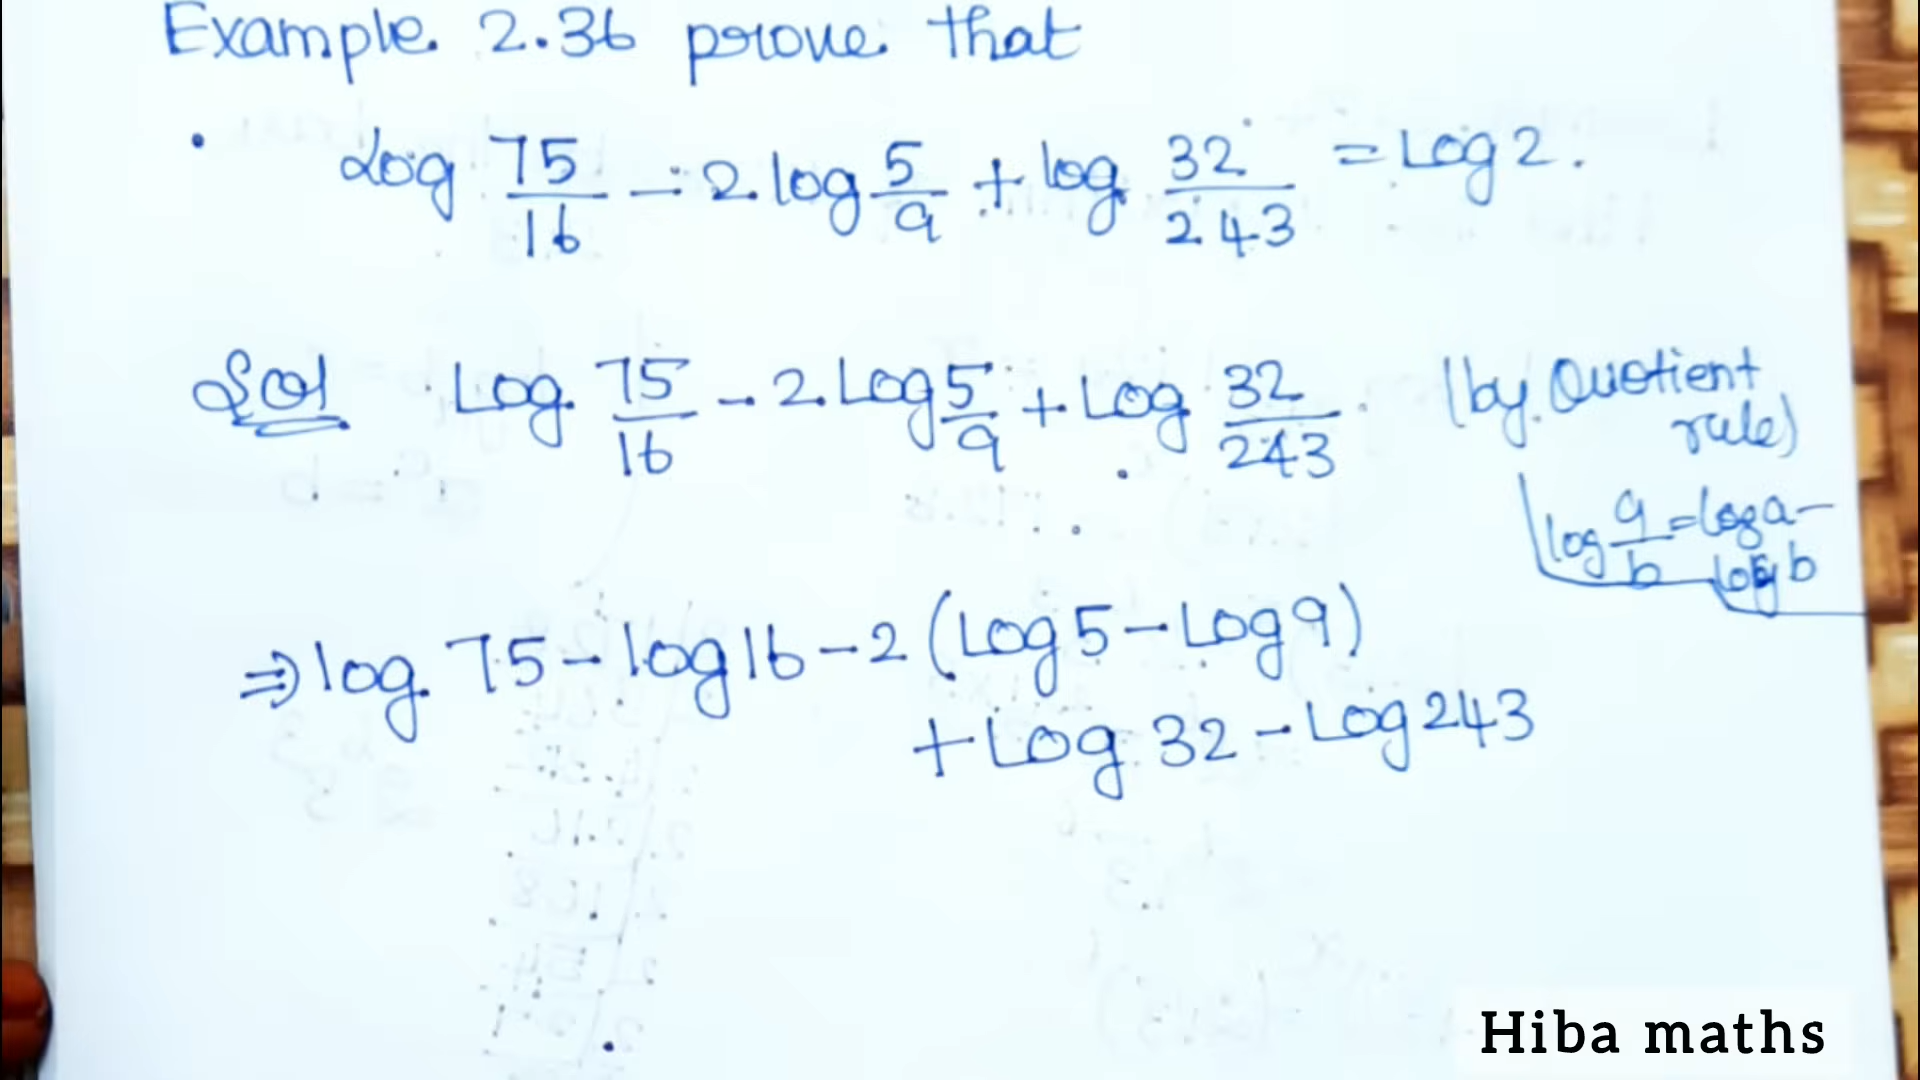 Example. 2.36 prove that
log 75/16 - 2 log 5/9 + log 32/243 = log 2.
Sol Log 75/16 - 2 Log 5/9 + Log 32/243 (by Quotient rule)
log a/b = log a - log b
⇒ log 75 - log 16 - 2 (Log 5 - Log 9)
+ Log 32 - Log 243
Hiba maths